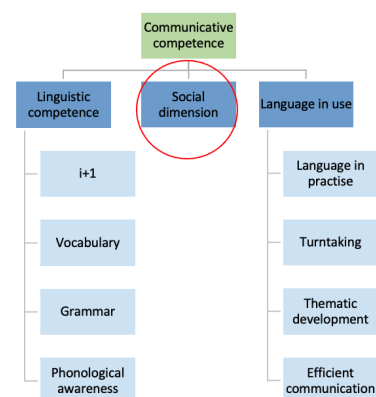 Communicative
competence
Linguistic
competence
Social
dimension
Language in use
i+1
Vocabulary
Grammar
Phonological
awareness
Language in
practise
Turntaking
Thematic
development
Efficient
communication